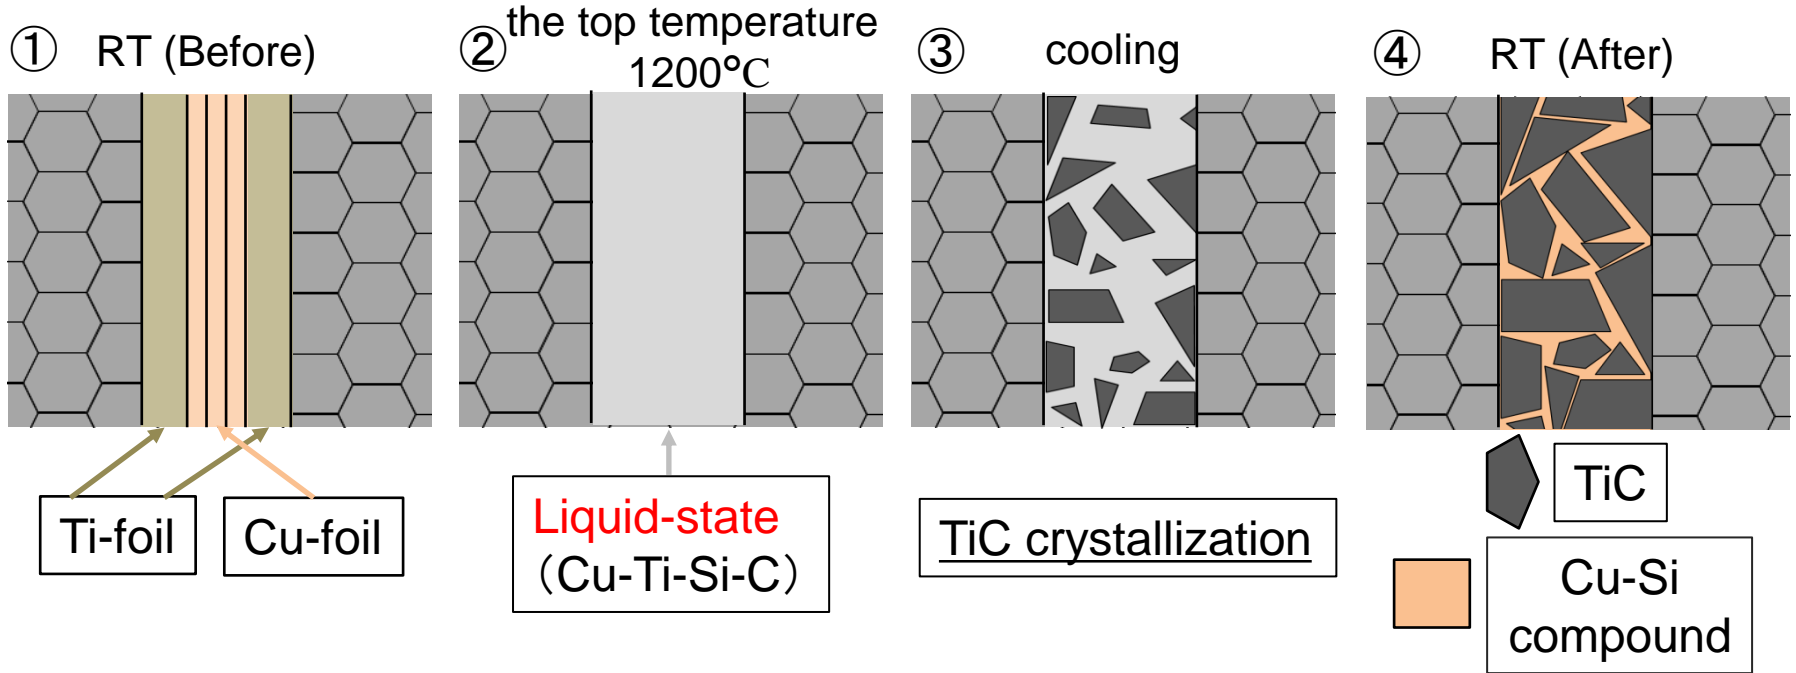 ① RT (Before)
② the top temperature
1200℃
③ cooling
④ RT (After)
Ti-foil
Cu-foil
Liquid-state
（Cu-Ti-Si-C）
TiC crystallization
TiC
Cu-Si
compound